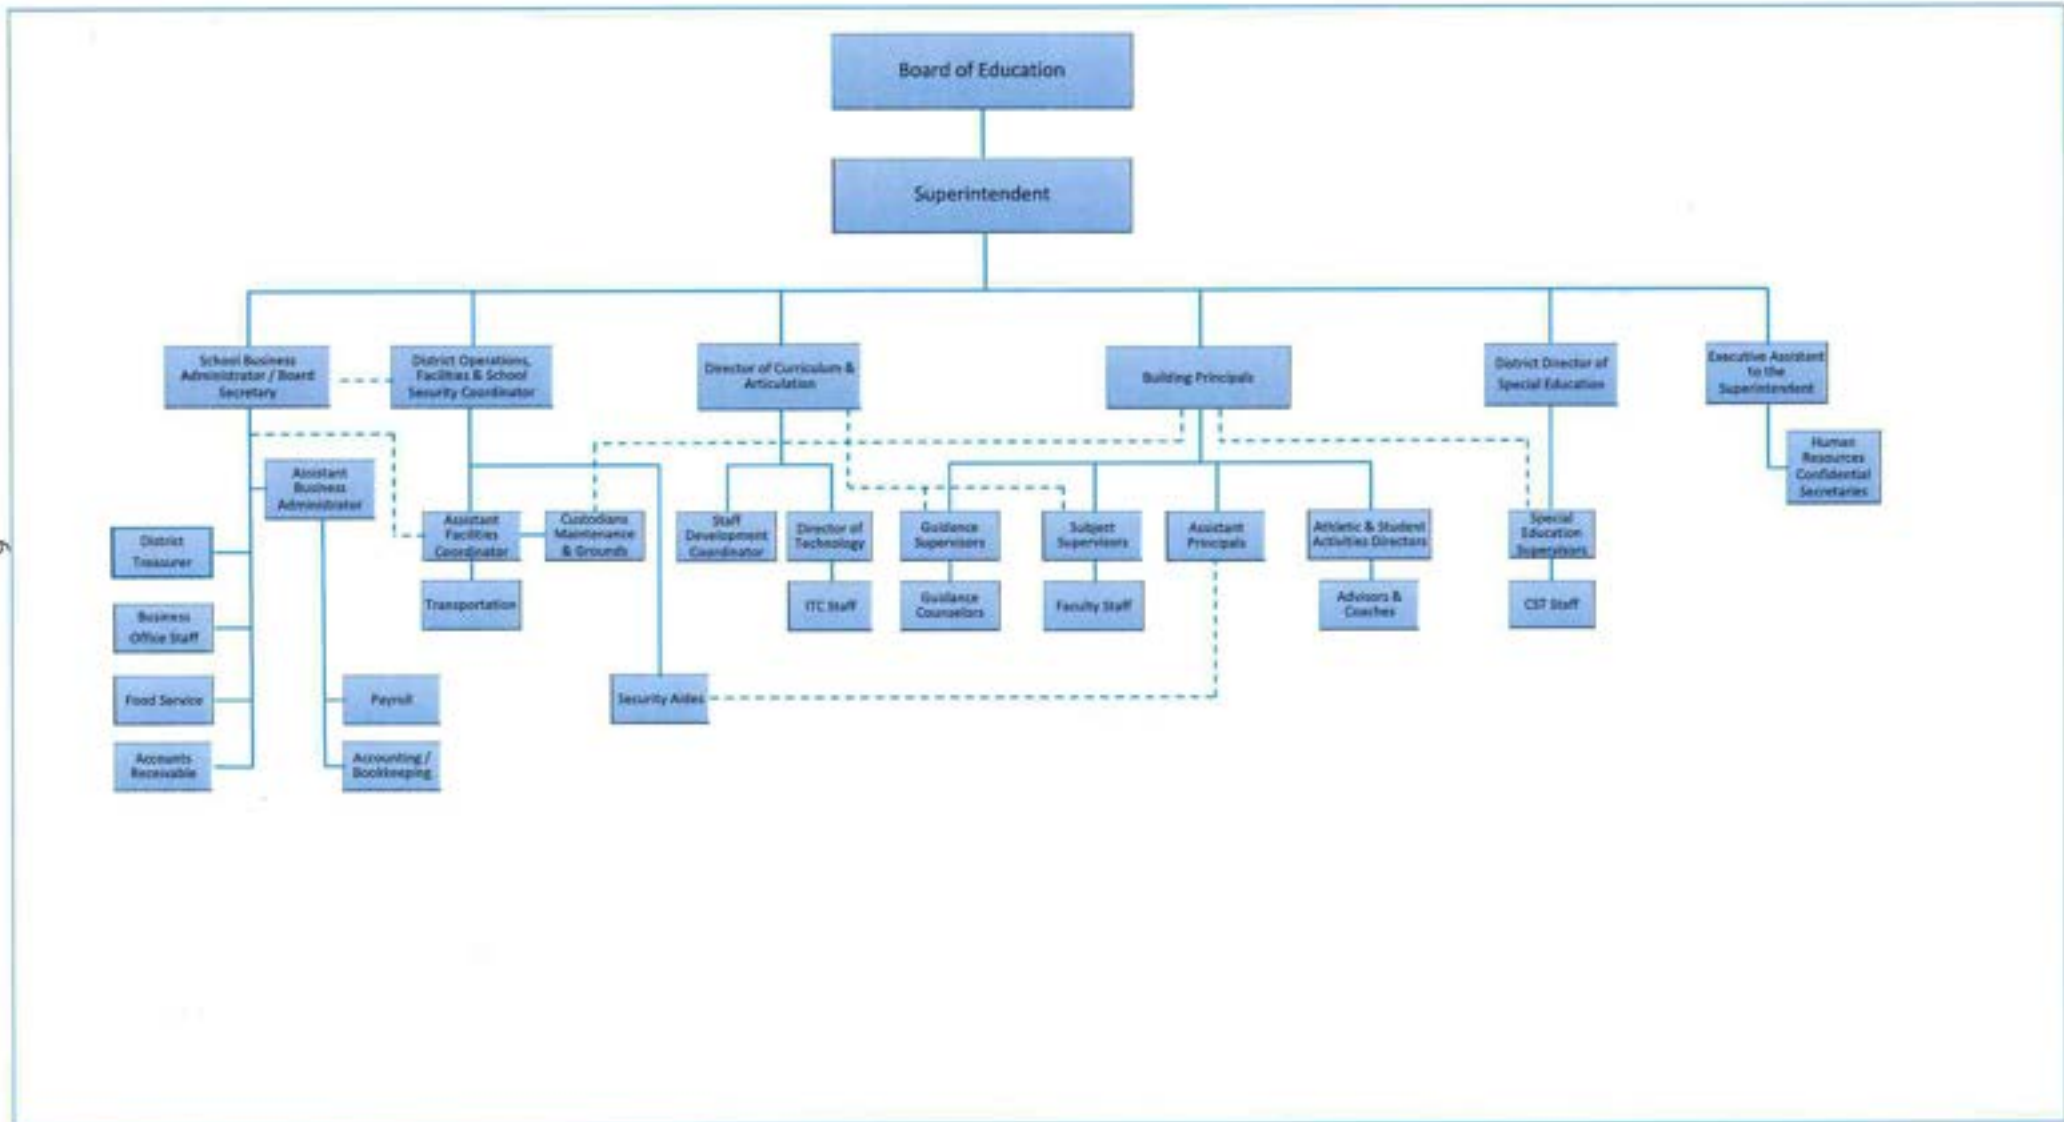 Board of Education
Superintendent
School Business
Administrator / Board
Secretary
District Operations,
Facilities & School
Security Coordinator
Director of Curriculum &
Articulation
Building Principals
District Director of
Special Education
Executive Assistant
to the
Superintendent
Human
Resources
Confidential
Secretaries
Assistant
Business
Administrator
District
Treasurer
Assistant
Facilities
Coordinator
Custodians
Maintenance
& Grounds
Staff
Development
Coordinator
Director of
Technology
Guidance
Supervisors
Subject
Supervisors
Assistant
Principals
Athletic & Student
Activities Directors
Special
Education
Supervisors
Business
Office Staff
Transportation
ITC Staff
Guidance
Counselors
Faculty Staff
Advisors &
Coaches
CST Staff
Food Service
Payroll
Security Aides
Accounts
Receivable
Accounting /
Bookkeeping